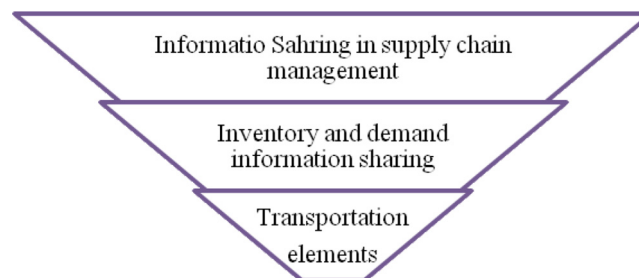 Informatio Sahring in supply chain
management
Inventory and demand
information sharing
Transportation
elements